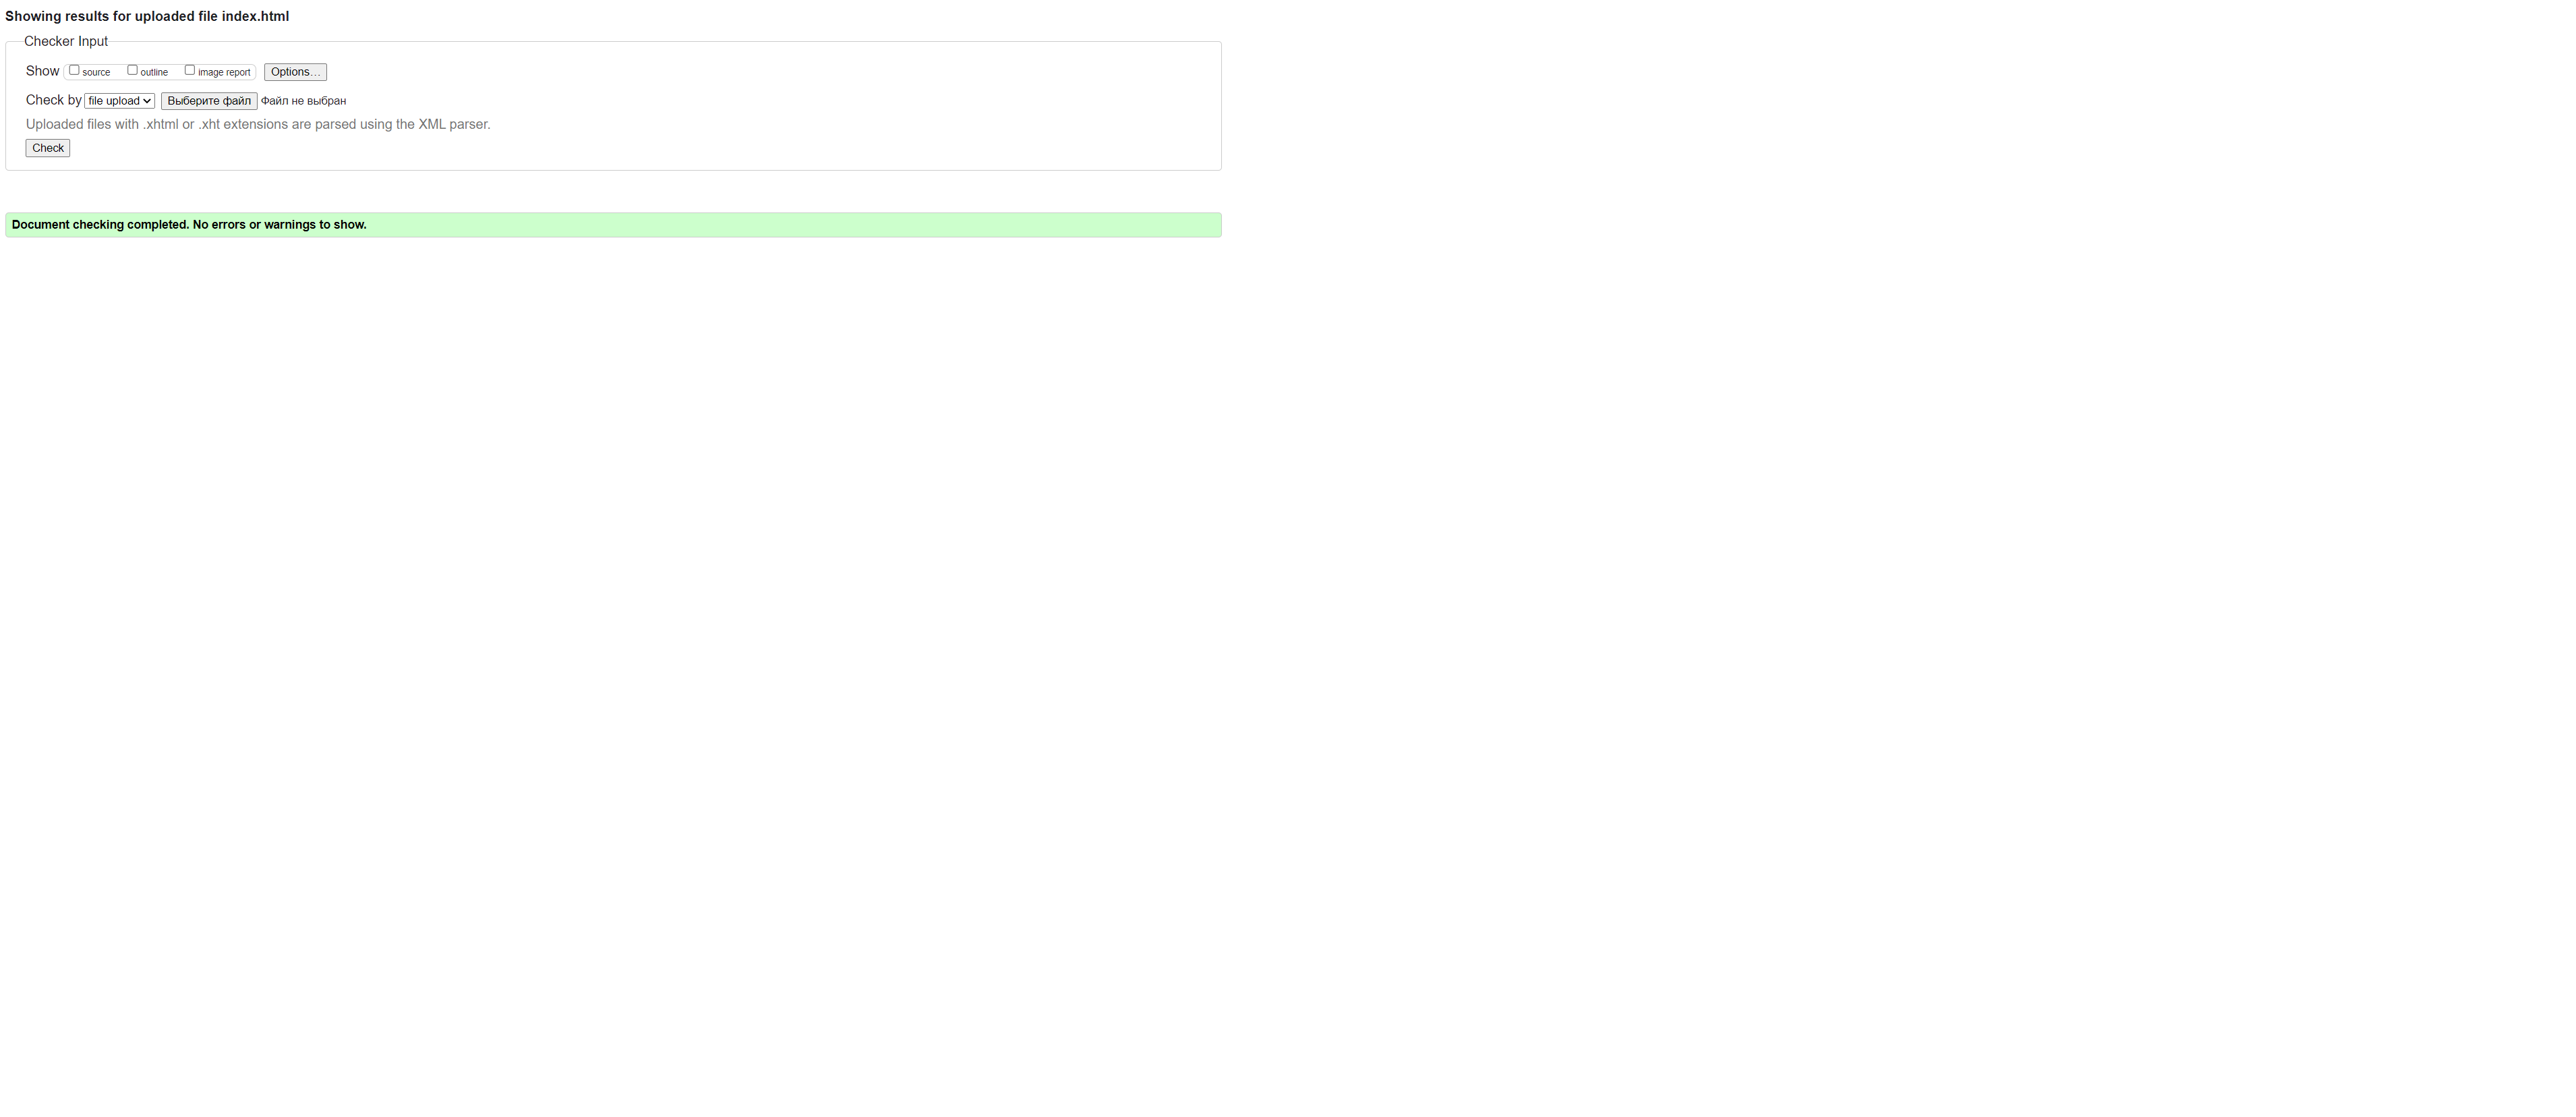 Showing results for uploaded file index.html
Checker Input
Show source outline image report Options...
Check by file upload Выберите файл Файл не выбран
Uploaded files with .xhtml or .xht extensions are parsed using the XML parser.
Check
Document checking completed. No errors or warnings to show.